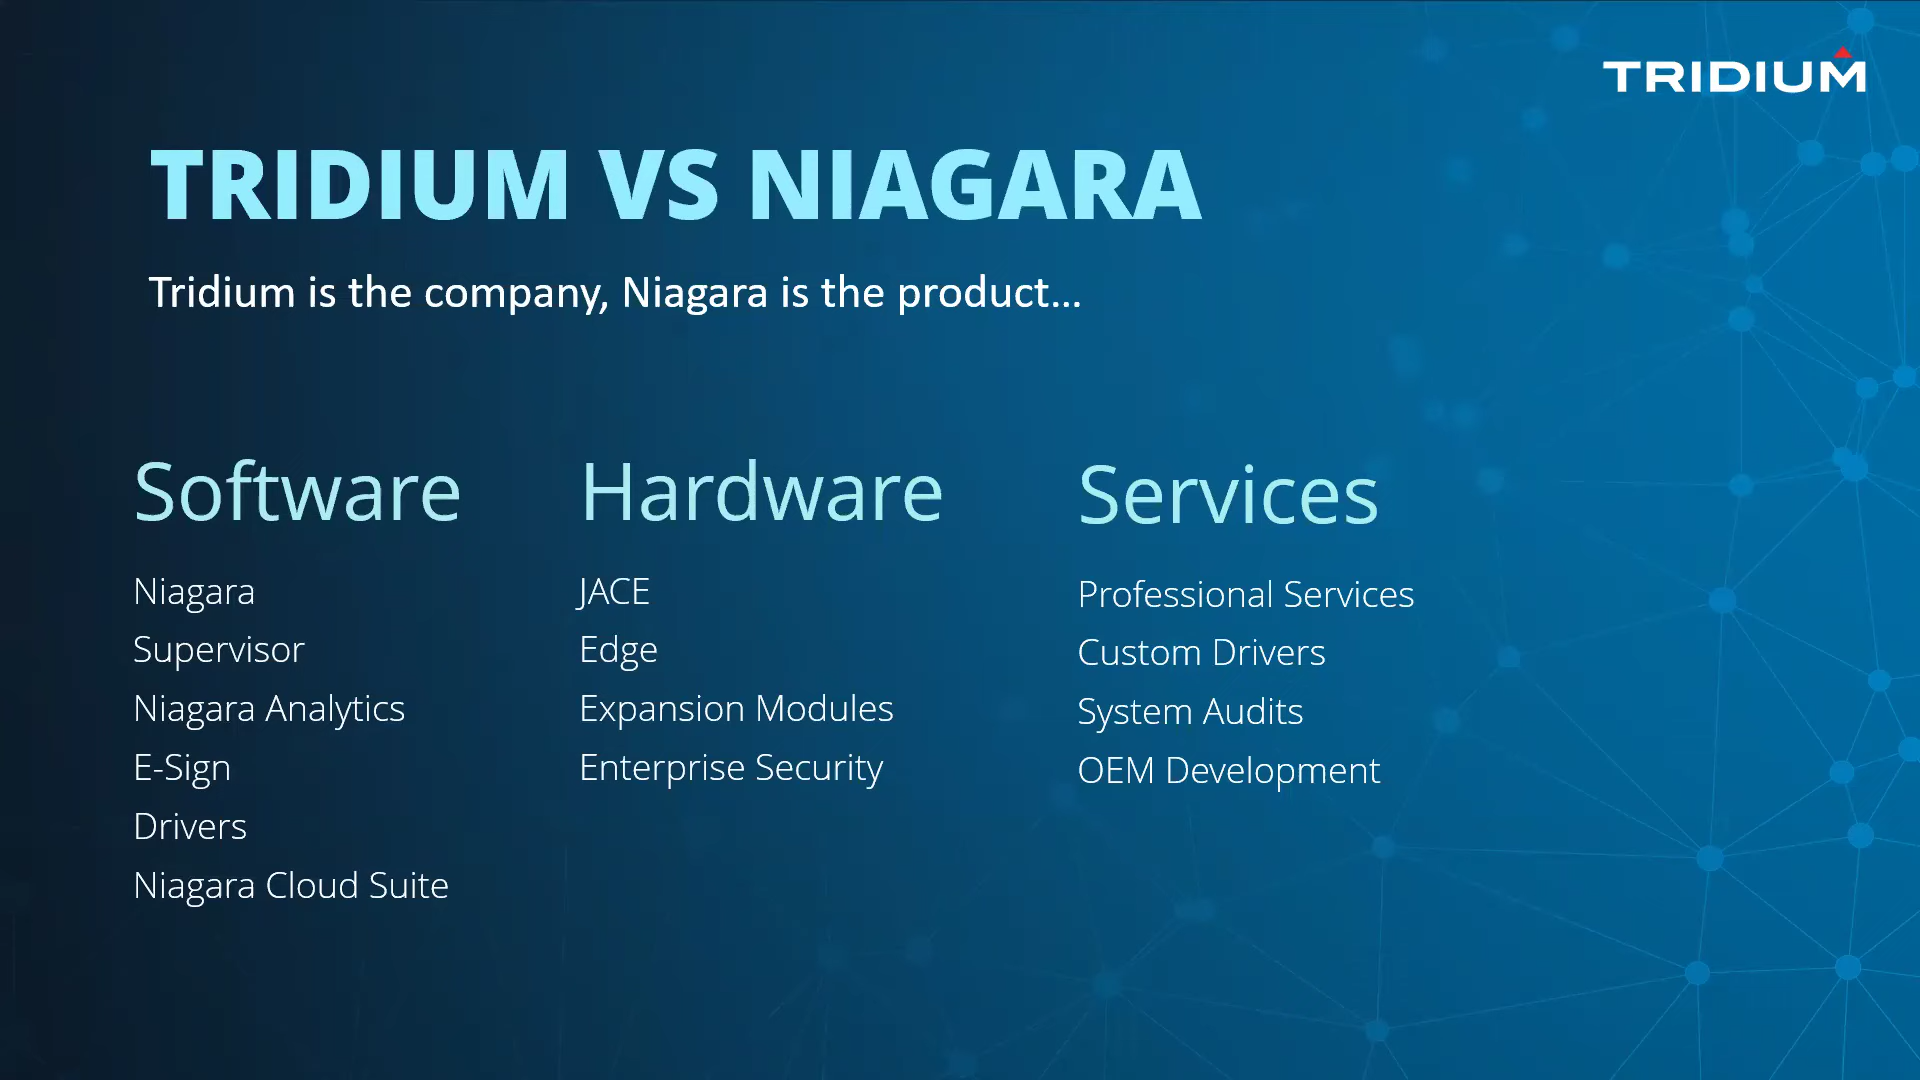 TRIDIUM
TRIDIUM VS NIAGARA
Tridium is the company, Niagara is the product...
Software
Niagara
Supervisor
Niagara Analytics
E-Sign
Drivers
Niagara Cloud Suite
Hardware
JACE
Edge
Expansion Modules
Enterprise Security
Services
Professional Services
Custom Drivers
System Audits
OEM Development